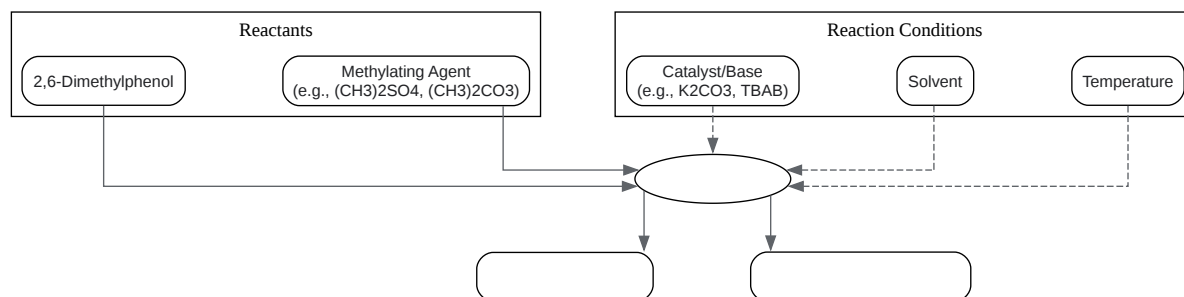 Reactants
Reaction Conditions
2,6-Dimethylphenol
Methylating Agent
(e.g., (CH3)2SO4, (CH3)2CO3)
Catalyst/Base
(e.g., K2CO3, TBAB)
Solvent
Temperature